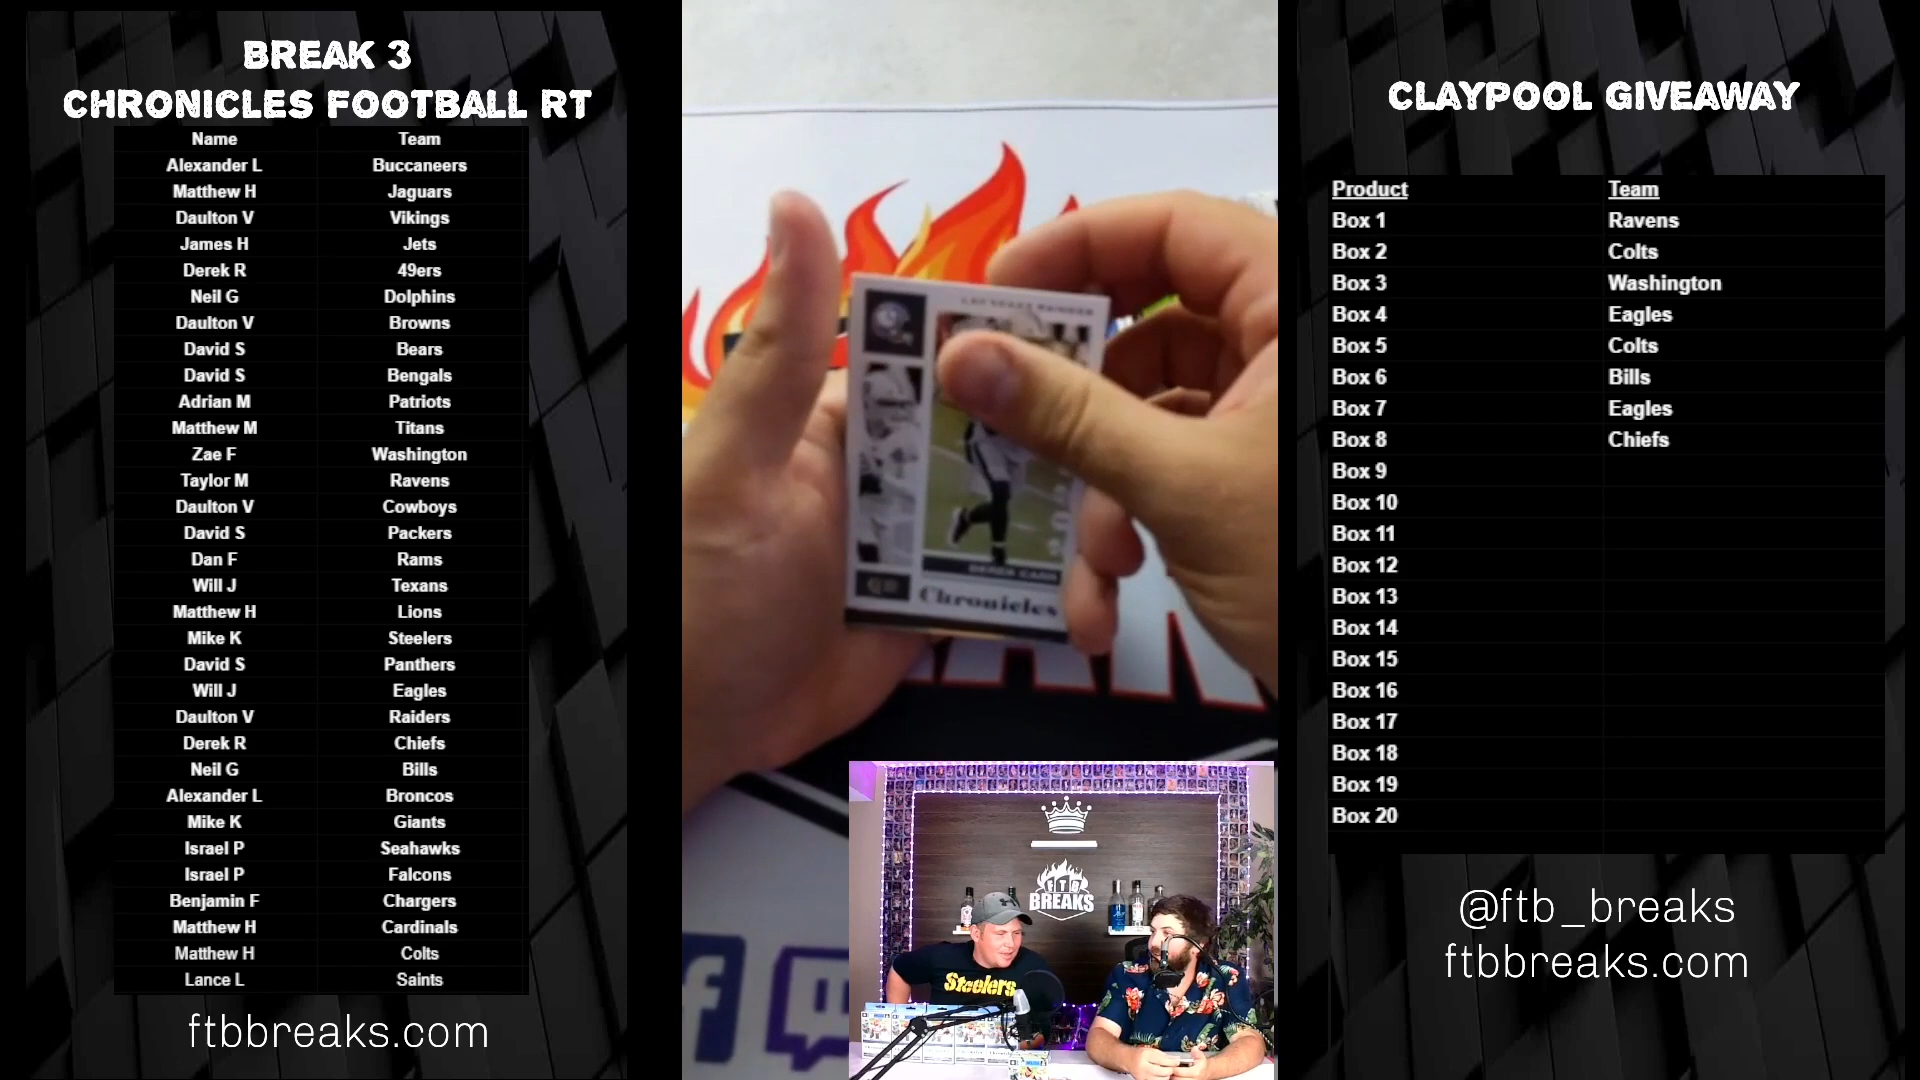 BREAK 3
CHRONICLES FOOTBALL RT
Name Team
Alexander L Buccaneers
Matthew H Jaguars
Daulton V Vikings
James H Jets
Derek R 49ers
Neil G Dolphins
Daulton V Browns
David S Bears
David S Bengals
Adrian M Patriots
Matthew M Titans
Zae F Washington
Taylor M Ravens
Daulton V Cowboys
David S Packers
Dan F Rams
Will J Texans
Matthew H Lions
Mike K Steelers
David S Panthers
Will J Eagles
Daulton V Raiders
Derek R Chiefs
Neil G Bills
Alexander L Broncos
Mike K Giants
Israel P Seahawks
Israel P Falcons
Benjamin F Chargers
Matthew H Cardinals
Matthew H Colts
Lance L Saints
ftbbreaks.com
LAS VEGAS RAIDERS
DEREK CARR
Chronicles
FTB
BREAKS
Steelers
CLAYPOOL GIVEAWAY
Product Team
Box 1 Ravens
Box 2 Colts
Box 3 Washington
Box 4 Eagles
Box 5 Colts
Box 6 Bills
Box 7 Eagles
Box 8 Chiefs
Box 9
Box 10
Box 11
Box 12
Box 13
Box 14
Box 15
Box 16
Box 17
Box 18
Box 19
Box 20
@ftb_breaks
ftbbreaks.com